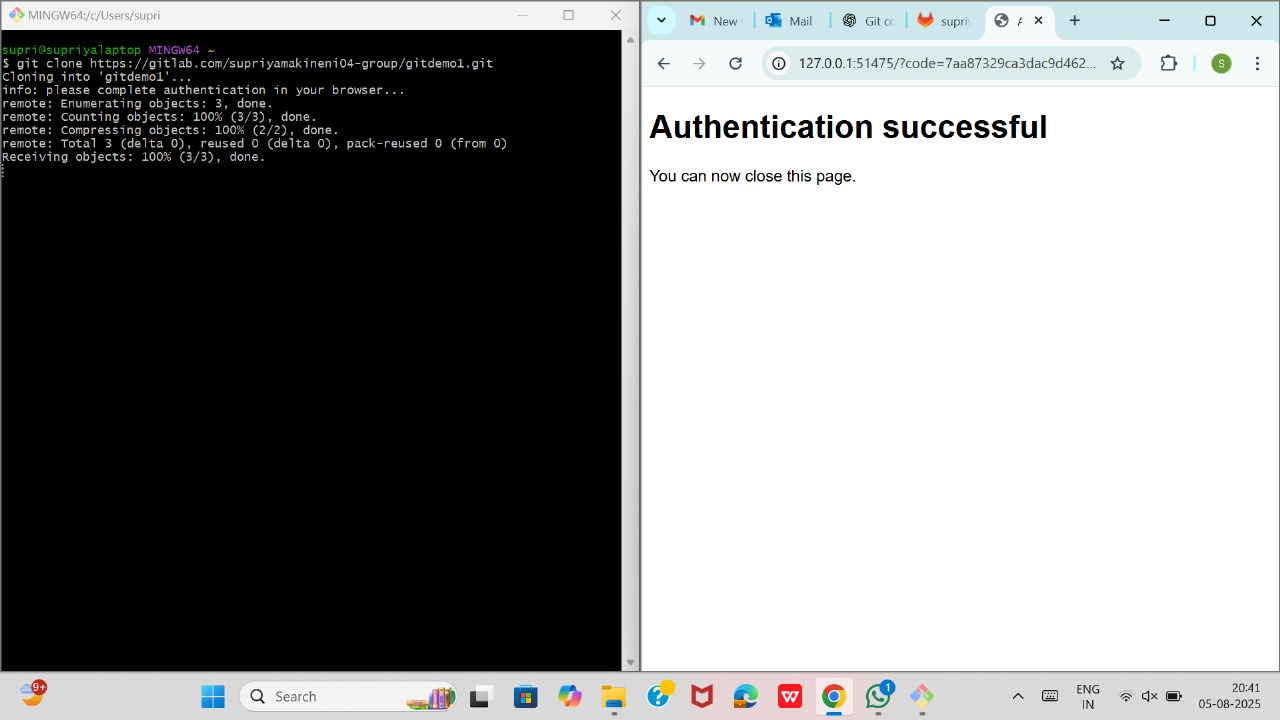 MINGW64:/c/Users/supri
supri@supriyalaptop MINGW64 ~
$ git clone https://gitlab.com/supriyamakineni04-group/gitdemo1.git
Cloning into 'gitdemo1'...
info: please complete authentication in your browser...
remote: Enumerating objects: 3, done.
remote: Counting objects: 100% (3/3), done.
remote: Compressing objects: 100% (2/2), done.
remote: Total 3 (delta 0), reused 0 (delta 0), pack-reused 0 (from 0)
Receiving objects: 100% (3/3), done.
New
Mail
Git co
supriy
127.0.0.1:51475/?code=7aa87329ca3dac9d462...
S
Authentication successful
You can now close this page.
9+
Search
W
1
ENG
IN
20:41
05-08-2025